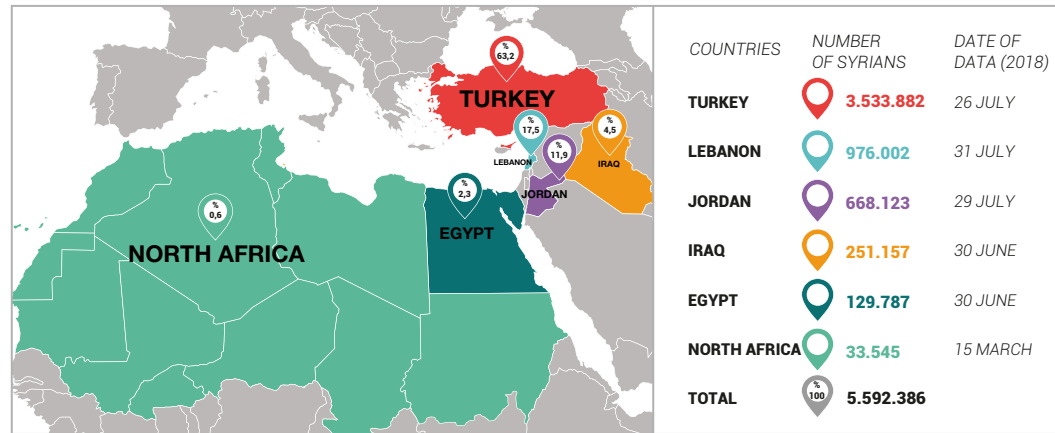 %
63,2
TURKEY
%
17,5
LEBANON
%
11,9
JORDAN
%
4,5
IRAQ
%
2,3
EGYPT
%
0,6
NORTH AFRICA
COUNTRIES
NUMBER
OF SYRIANS
DATE OF
DATA (2018)
TURKEY 3.533.882 26 JULY
LEBANON 976.002 31 JULY
JORDAN 668.123 29 JULY
IRAQ 251.157 30 JUNE
EGYPT 129.787 30 JUNE
NORTH AFRICA 33.545 15 MARCH
TOTAL % 100 5.592.386